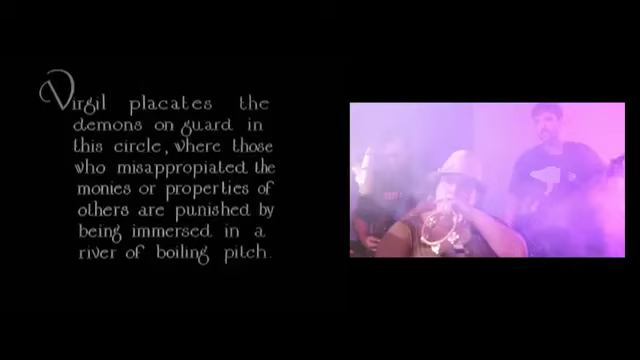 Virgil placates the
demons on guard in
this circle, where those
who misappropiated the
monies or properties of
others are punished by
being immersed in a
river of boiling pitch.